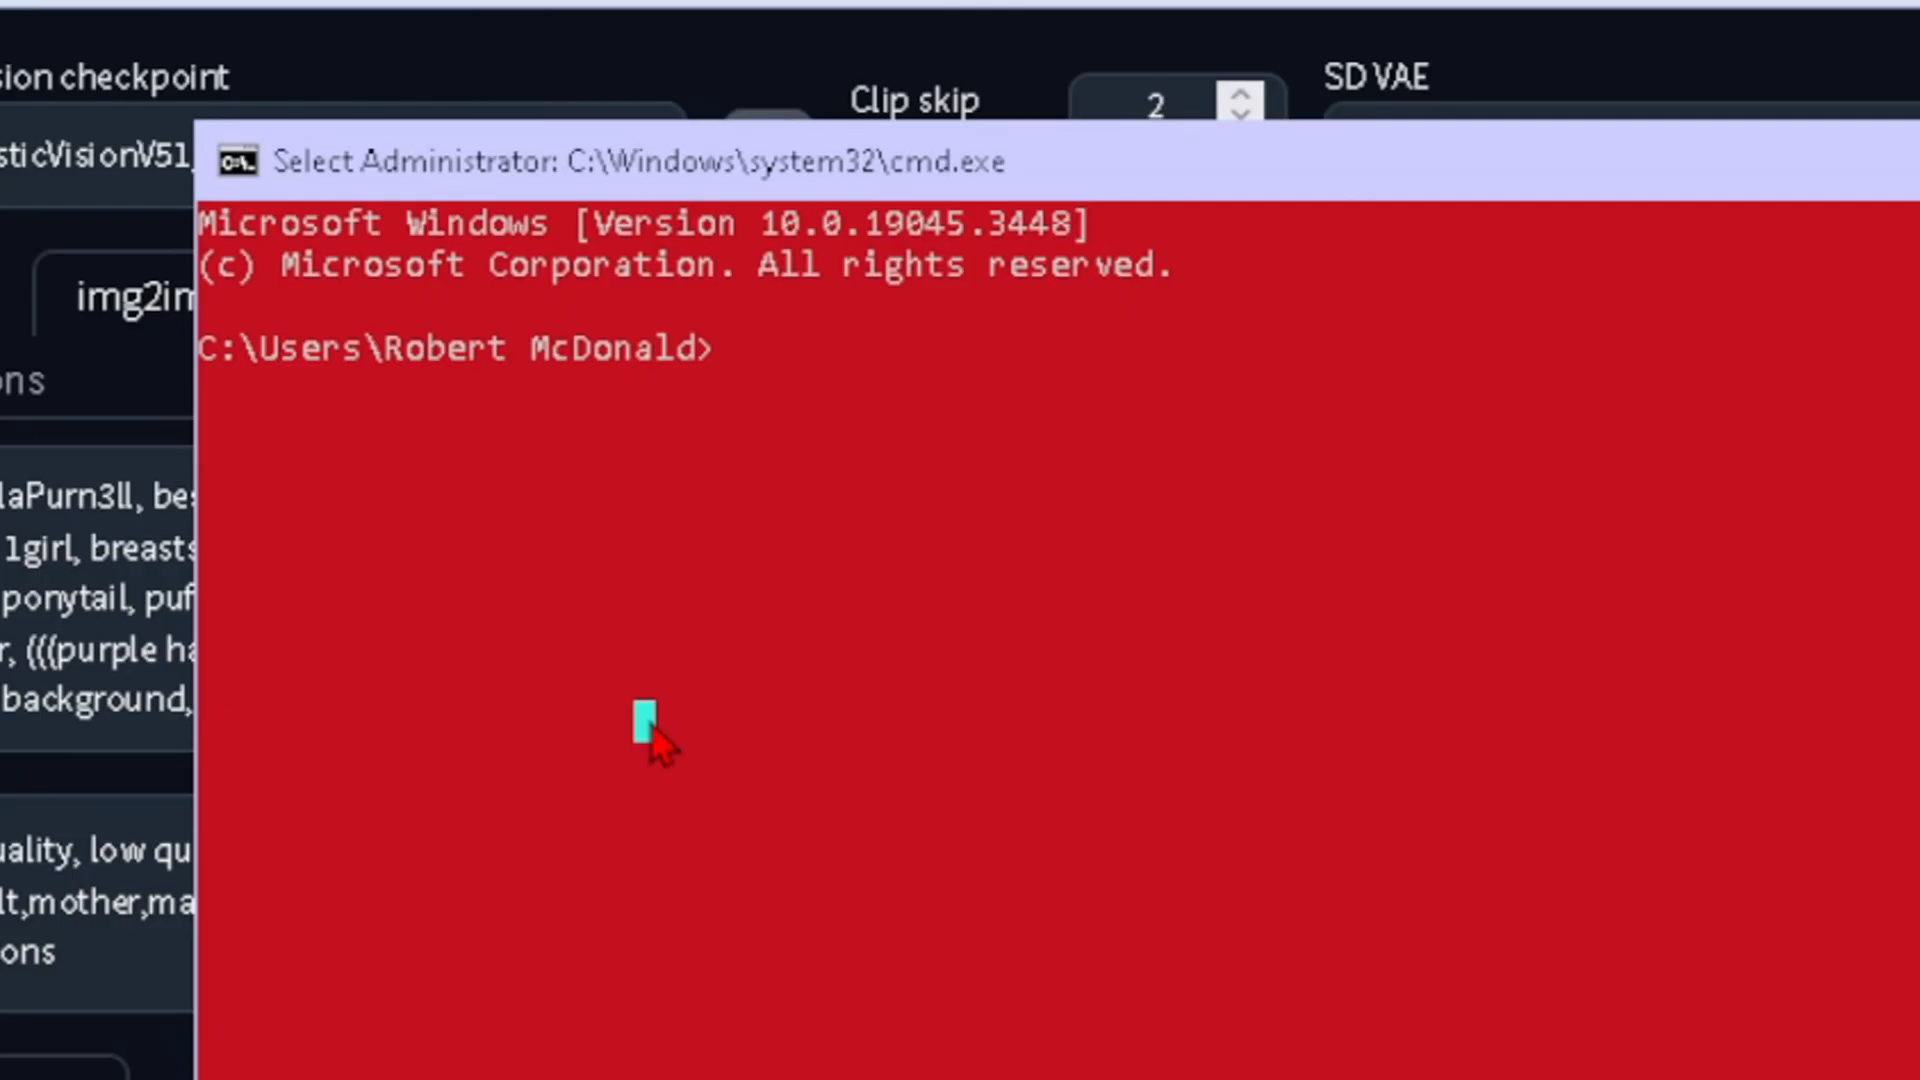 sion checkpoint
Clip skip
2
SD VAE
sticVisionV51
Select Administrator: C:\Windows\system32\cmd.exe
Microsoft Windows [Version 10.0.19045.3448]
(c) Microsoft Corporation. All rights reserved.
img2im
C:\Users\Robert McDonald>
ons
laPurn3ll, bes
1girl, breasts
ponytail, puf
r, (((purple ha
background,
uality, low qu
lt,mother,ma
ons